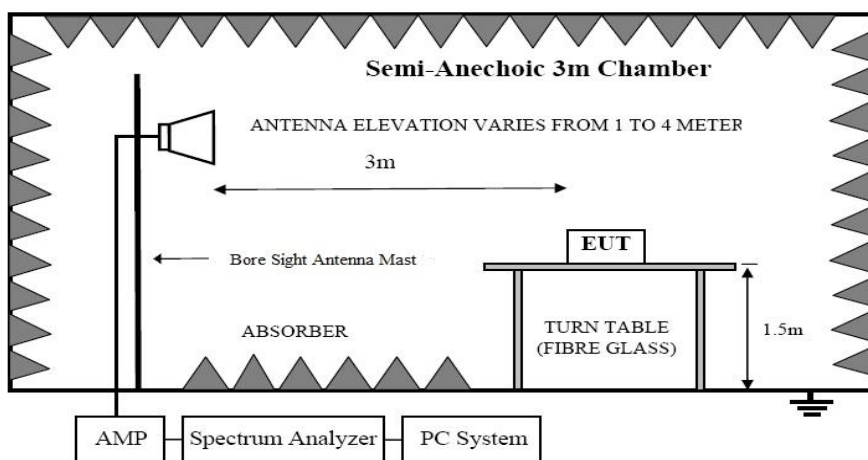 Semi-Anechoic 3m Chamber
ANTENNA ELEVATION VARIES FROM 1 TO 4 METER
3m
EUT
Bore Sight Antenna Mast
ABSORBER
TURN TABLE
(FIBRE GLASS)
1.5m
AMP
Spectrum Analyzer
PC System